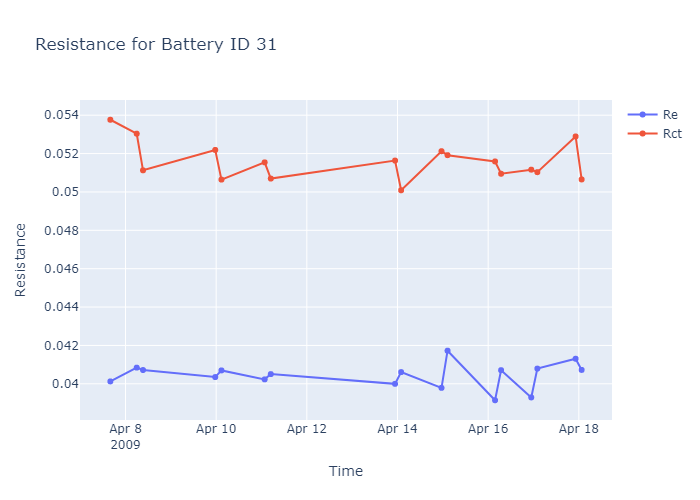 Resistance for Battery ID 31
Re
Rct
0.054
0.052
0.05
0.048
0.046
0.044
0.042
0.04
Resistance
Apr 8
2009
Apr 10
Apr 12
Apr 14
Apr 16
Apr 18
Time